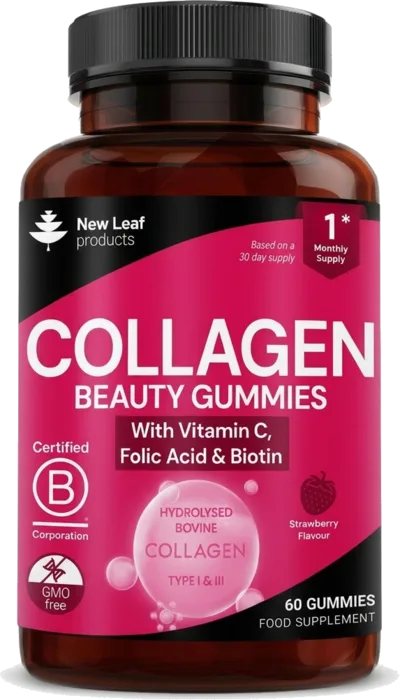 New Leaf
products
Based on a
30 day supply
1*
Monthly
Supply
COLLAGEN
BEAUTY GUMMIES
With Vitamin C,
Folic Acid & Biotin
Certified
B
Corporation
HYDROLYSED
BOVINE
COLLAGEN
TYPE I & III
Strawberry
Flavour
GMO
free
60 GUMMIES
FOOD SUPPLEMENT